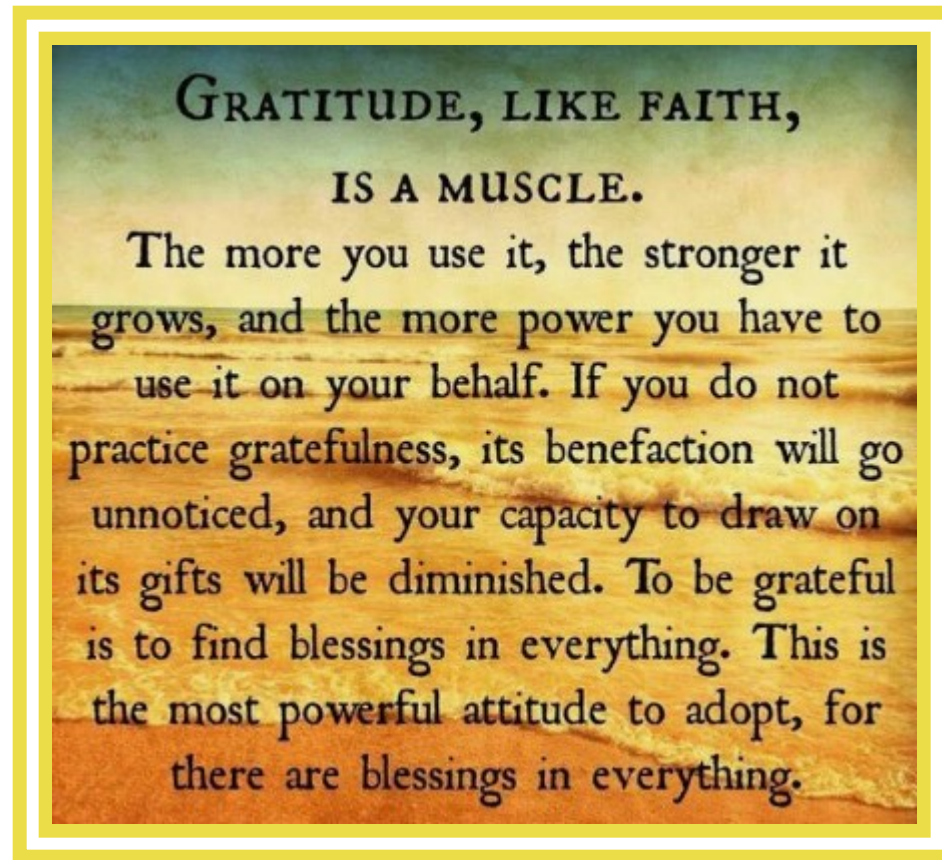 GRATITUDE, LIKE FAITH,
IS A MUSCLE.
The more you use it, the stronger it
grows, and the more power you have to
use it on your behalf. If you do not
practice gratefulness, its benefaction will go
unnoticed, and your capacity to draw on
its gifts will be diminished. To be grateful
is to find blessings in everything. This is
the most powerful attitude to adopt, for
there are blessings in everything.